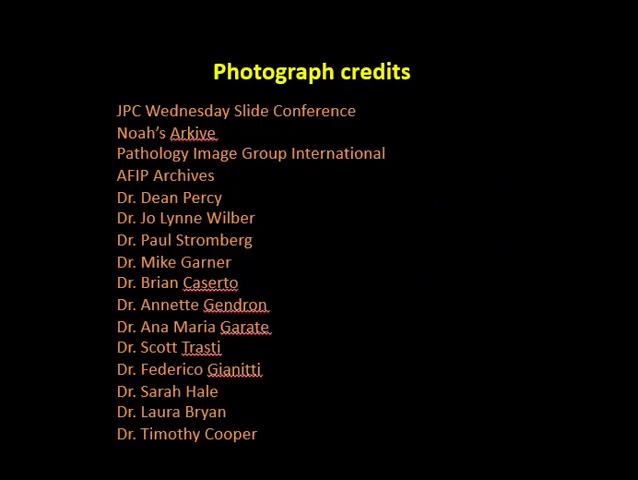 Photograph credits
JPC Wednesday Slide Conference
Noah's Arkive
Pathology Image Group International
AFIP Archives
Dr. Dean Percy
Dr. Jo Lynne Wilber
Dr. Paul Stromberg
Dr. Mike Garner
Dr. Brian Caserto
Dr. Annette Gendron
Dr. Ana Maria Garate
Dr. Scott Trasti
Dr. Federico Gianitti
Dr. Sarah Hale
Dr. Laura Bryan
Dr. Timothy Cooper